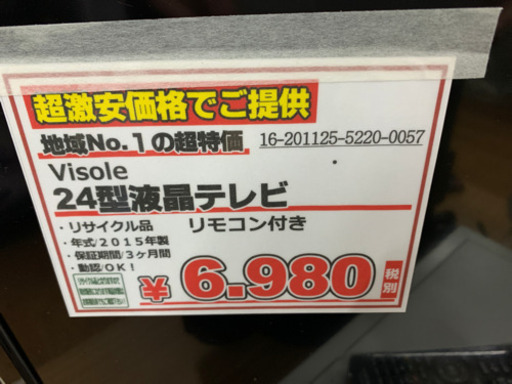 超激安価格でご提供
地域No.1の超特価
16-201125-5220-0057
Visole
24型液晶テレビ
・リサイクル品 リモコン付き
・年式/2015年製
・保証期間/3ヶ月間
・動認/OK!
¥6.980 税別